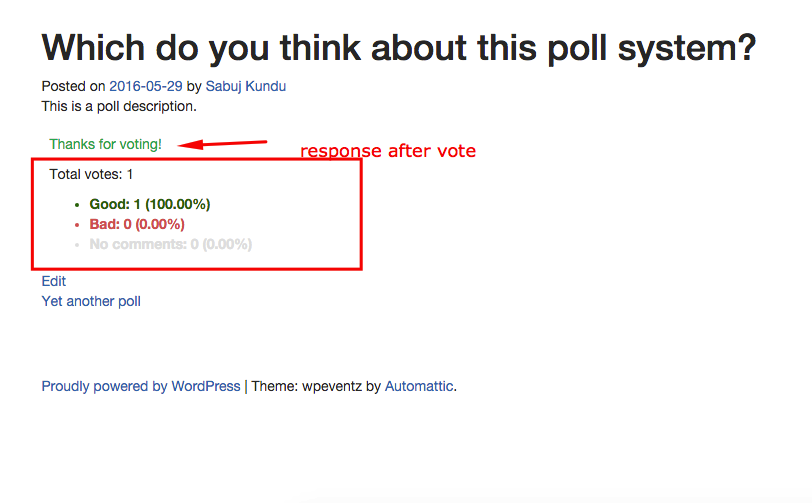 Which do you think about this poll system?
Posted on 2016-05-29 by Sabuj Kundu
This is a poll description.
Thanks for voting!
response after vote
Total votes: 1
• Good: 1 (100.00%)
• Bad: 0 (0.00%)
• No comments: 0 (0.00%)
Edit
Yet another poll
Proudly powered by WordPress | Theme: wpeventz by Automattic.